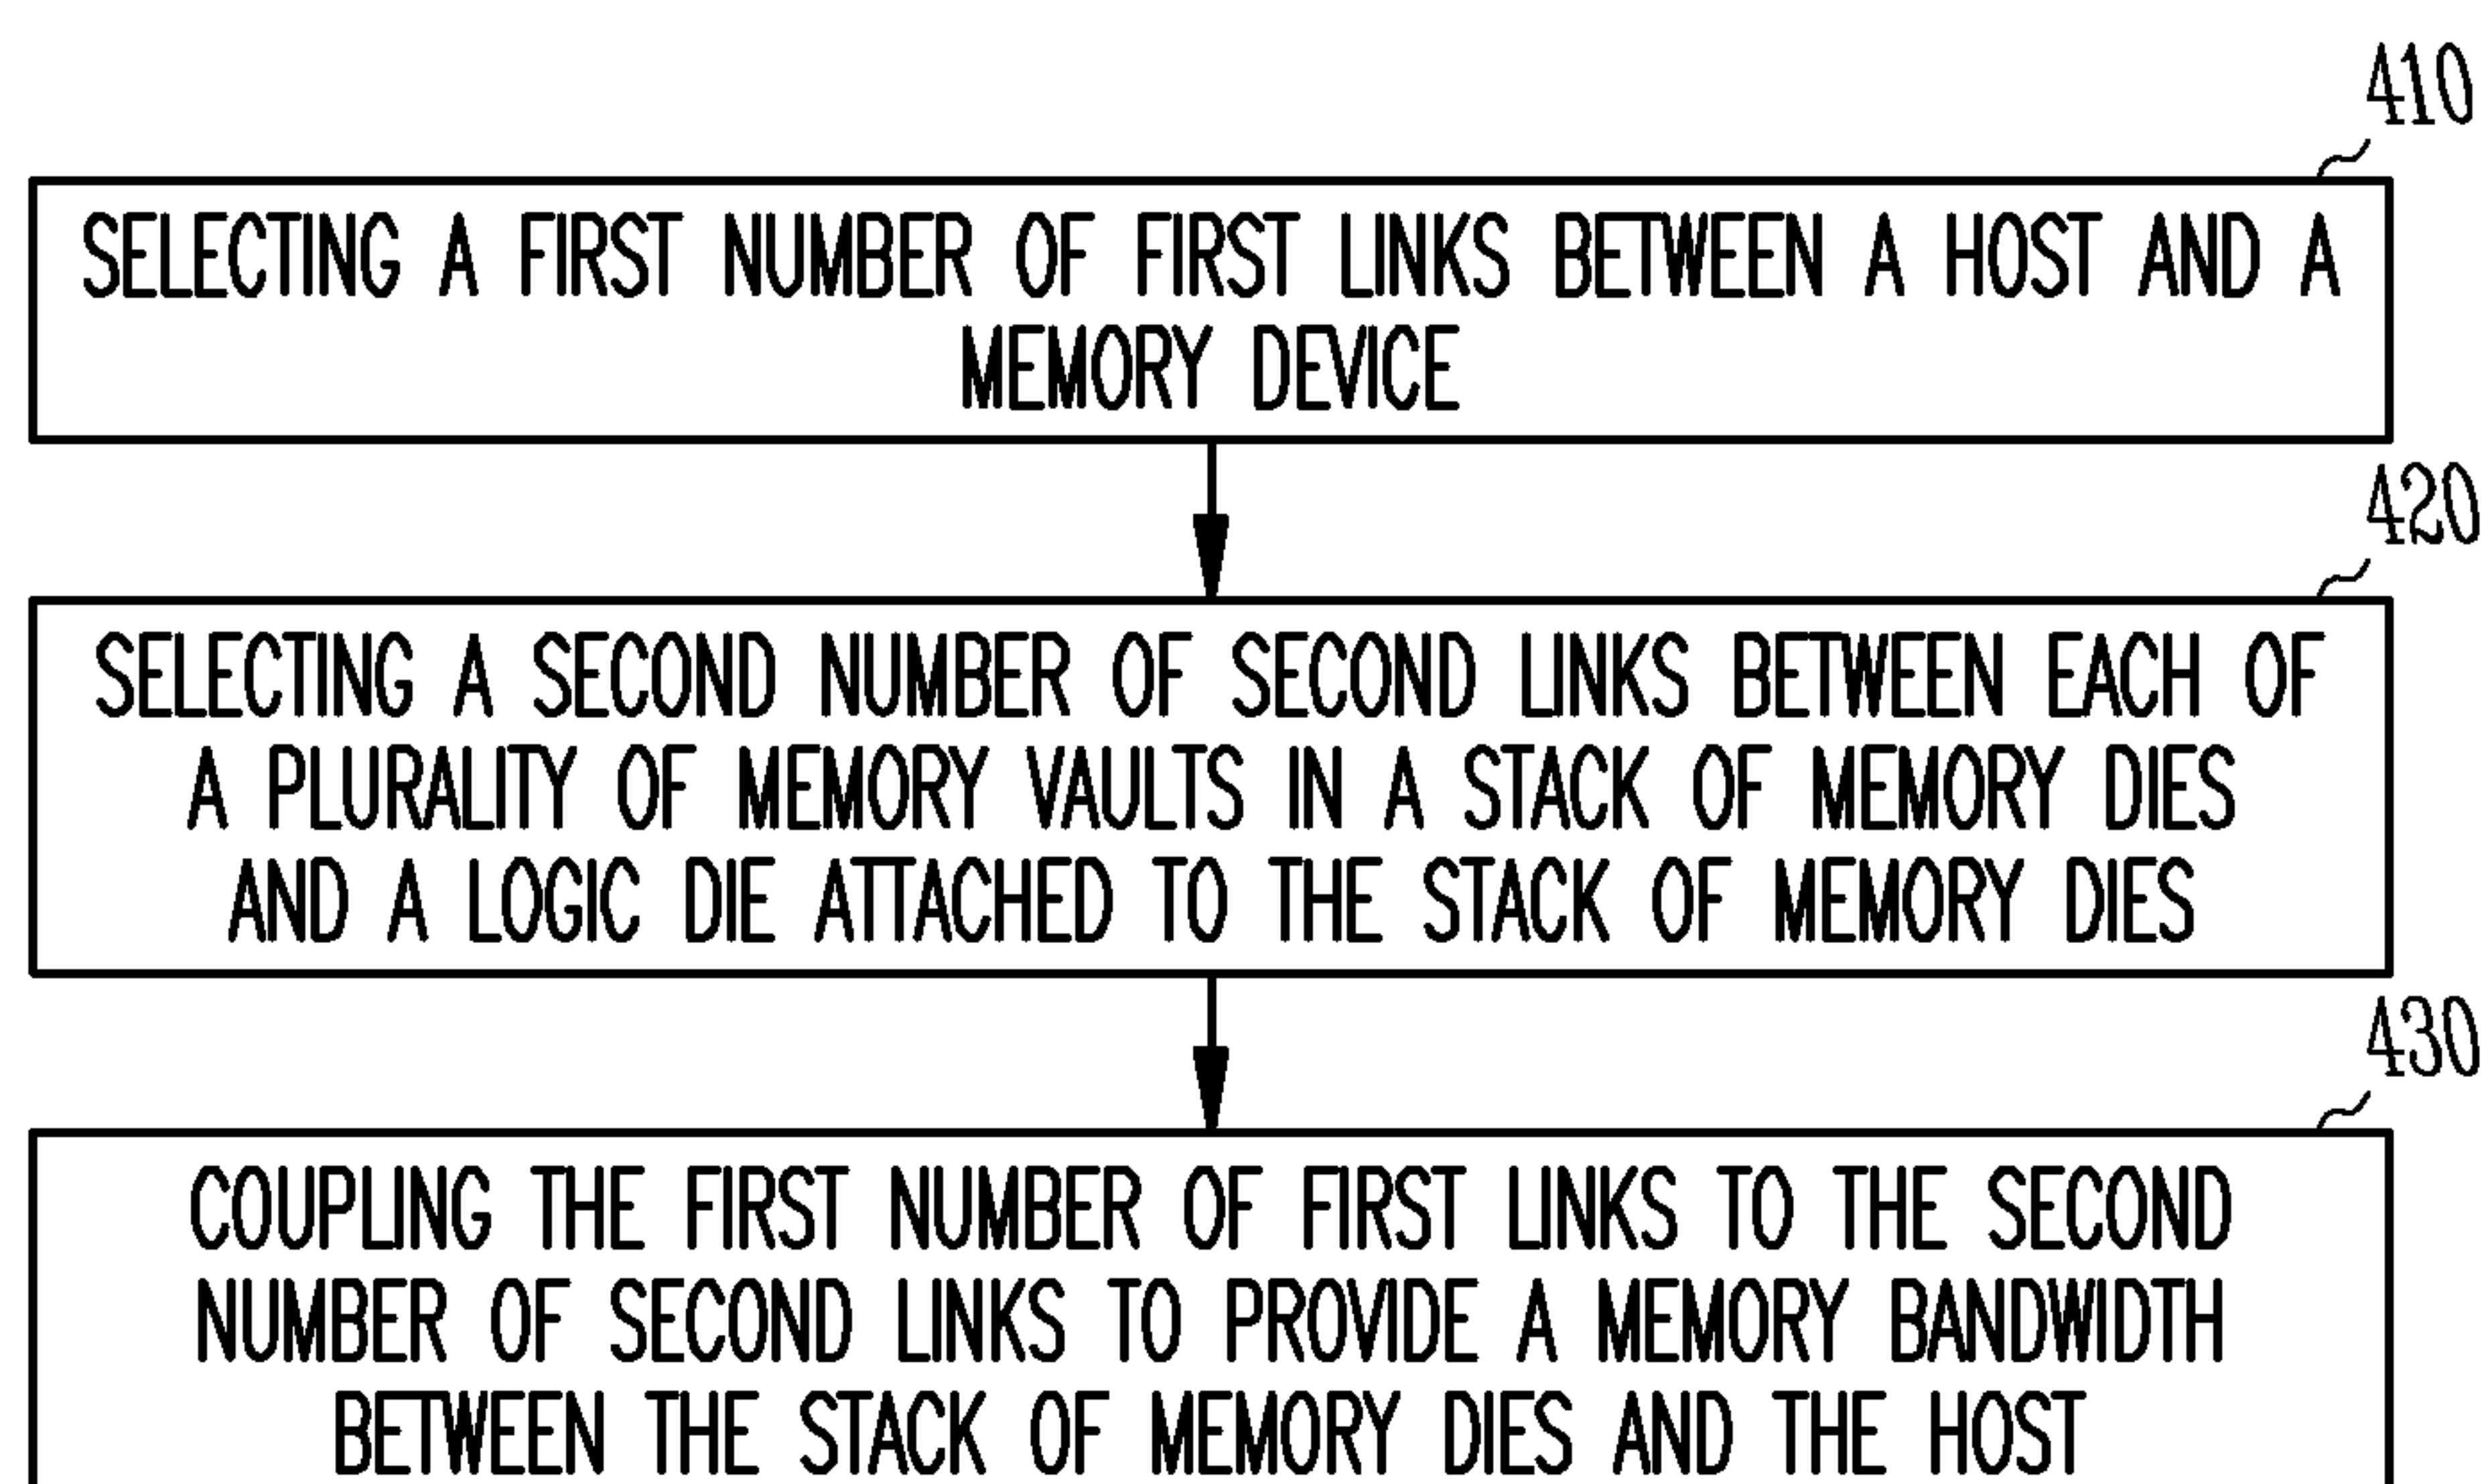 410
SELECTING A FIRST NUMBER OF FIRST LINKS BETWEEN A HOST AND A
MEMORY DEVICE
420
SELECTING A SECOND NUMBER OF SECOND LINKS BETWEEN EACH OF
A PLURALITY OF MEMORY VAULTS IN A STACK OF MEMORY DIES
AND A LOGIC DIE ATTACHED TO THE STACK OF MEMORY DIES
430
COUPLING THE FIRST NUMBER OF FIRST LINKS TO THE SECOND
NUMBER OF SECOND LINKS TO PROVIDE A MEMORY BANDWIDTH
BETWEEN THE STACK OF MEMORY DIES AND THE HOST